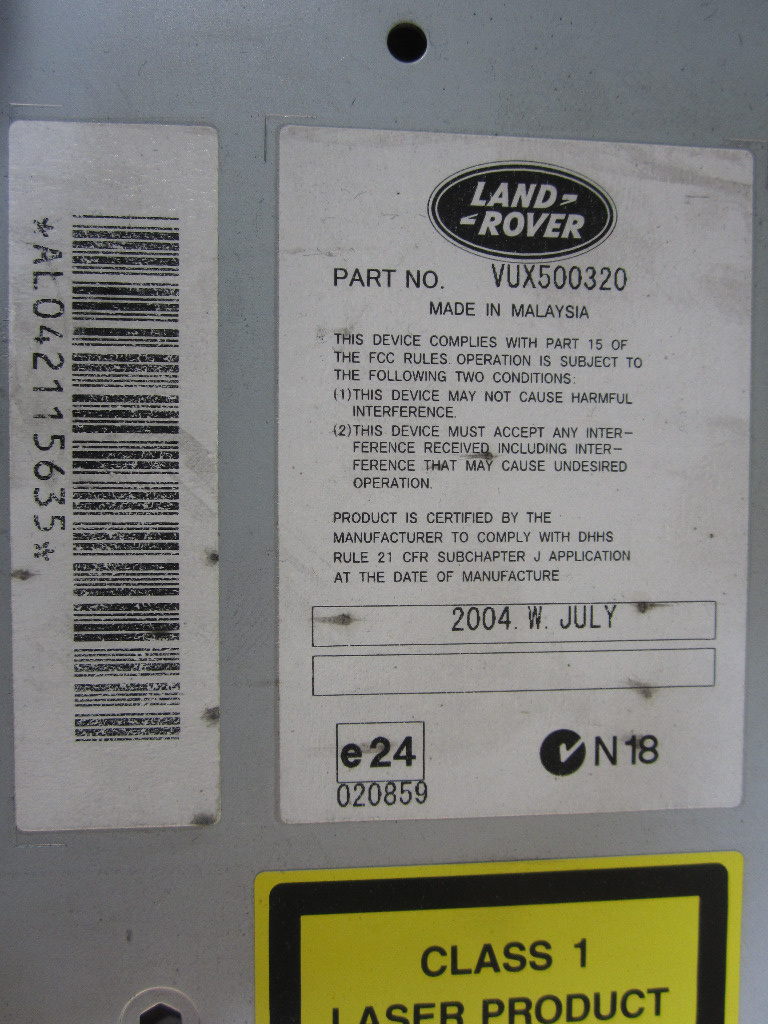 *AL042115635*
LAND-
-ROVER
PART NO. VUX500320
MADE IN MALAYSIA
THIS DEVICE COMPLIES WITH PART 15 OF
THE FCC RULES. OPERATION IS SUBJECT TO
THE FOLLOWING TWO CONDITIONS:
(1)THIS DEVICE MAY NOT CAUSE HARMFUL
INTERFERENCE.
(2)THIS DEVICE MUST ACCEPT ANY INTER-
FERENCE RECEIVED, INCLUDING INTER-
FERENCE THAT MAY CAUSE UNDESIRED
OPERATION.
PRODUCT IS CERTIFIED BY THE
MANUFACTURER TO COMPLY WITH DHHS
RULE 21 CFR SUBCHAPTER J APPLICATION
AT THE DATE OF MANUFACTURE
2004. W. JULY
e24
020859
N18
CLASS 1
LASER PRODUCT